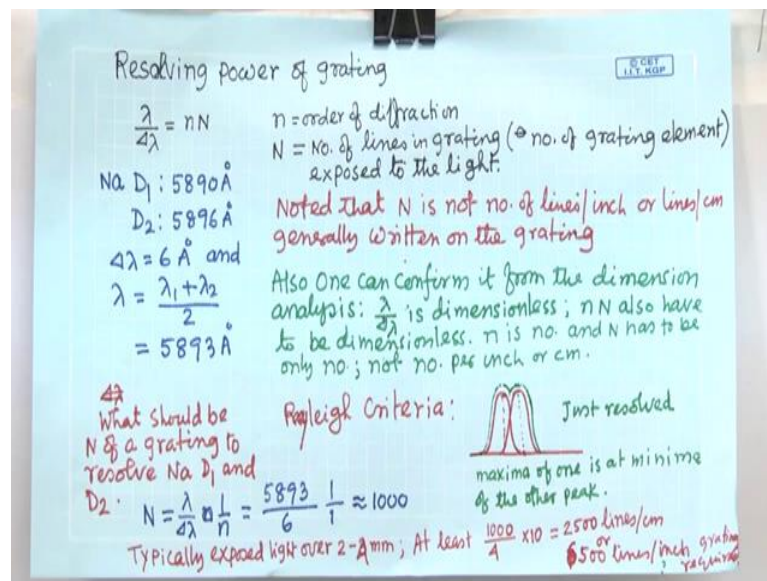 Resolving power of grating
© CET
I.I.T. KGP
λ/Δλ = nN
n = order of diffraction
N = No. of lines in grating (no. of grating element)
exposed to the light.
Na D1 : 5890 Å
D2 : 5896 Å
Δλ = 6 Å and
λ = (λ1+λ2)/2
= 5893 Å
Noted that N is not no. of lines/inch or lines/cm
generally written on the grating
Also One can confirm it from the dimension
analysis: λ/Δλ is dimensionless; nN also have
to be dimensionless. n is no. and N has to be
only no; not no. per inch or cm.
What should be
N of a grating to
resolve Na D1 and
D2.
Rayleigh Criteria:
Just resolved
maxima of one is at minima
of the other peak.
N = λ/Δλ 1/n = 5893/6 1/1 ≈ 1000
Typically exposed light over 2-4 mm; At least 1000/4 x10 = 2500 lines/cm
or
6500 lines/inch grating
required